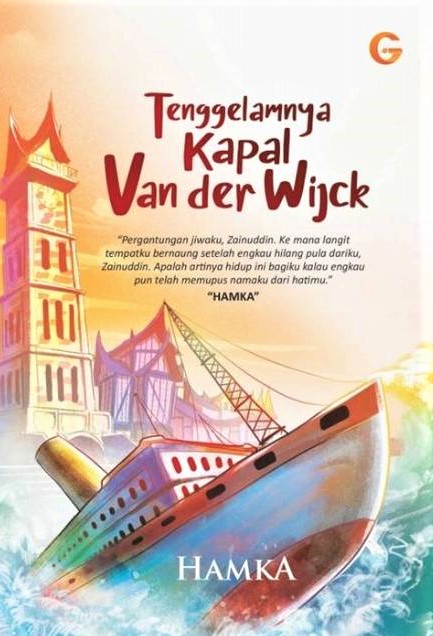 G
Tenggelamnya
Kapal
Van der Wijck
"Pergantungan jiwaku, Zainuddin. Ke mana langit
tempatku bernaung setelah engkau hilang pula dariku,
Zainuddin. Apalah artinya hidup ini bagiku kalau engkau
pun telah memupus namaku dari hatimu."
"HAMKA"
HAMKA